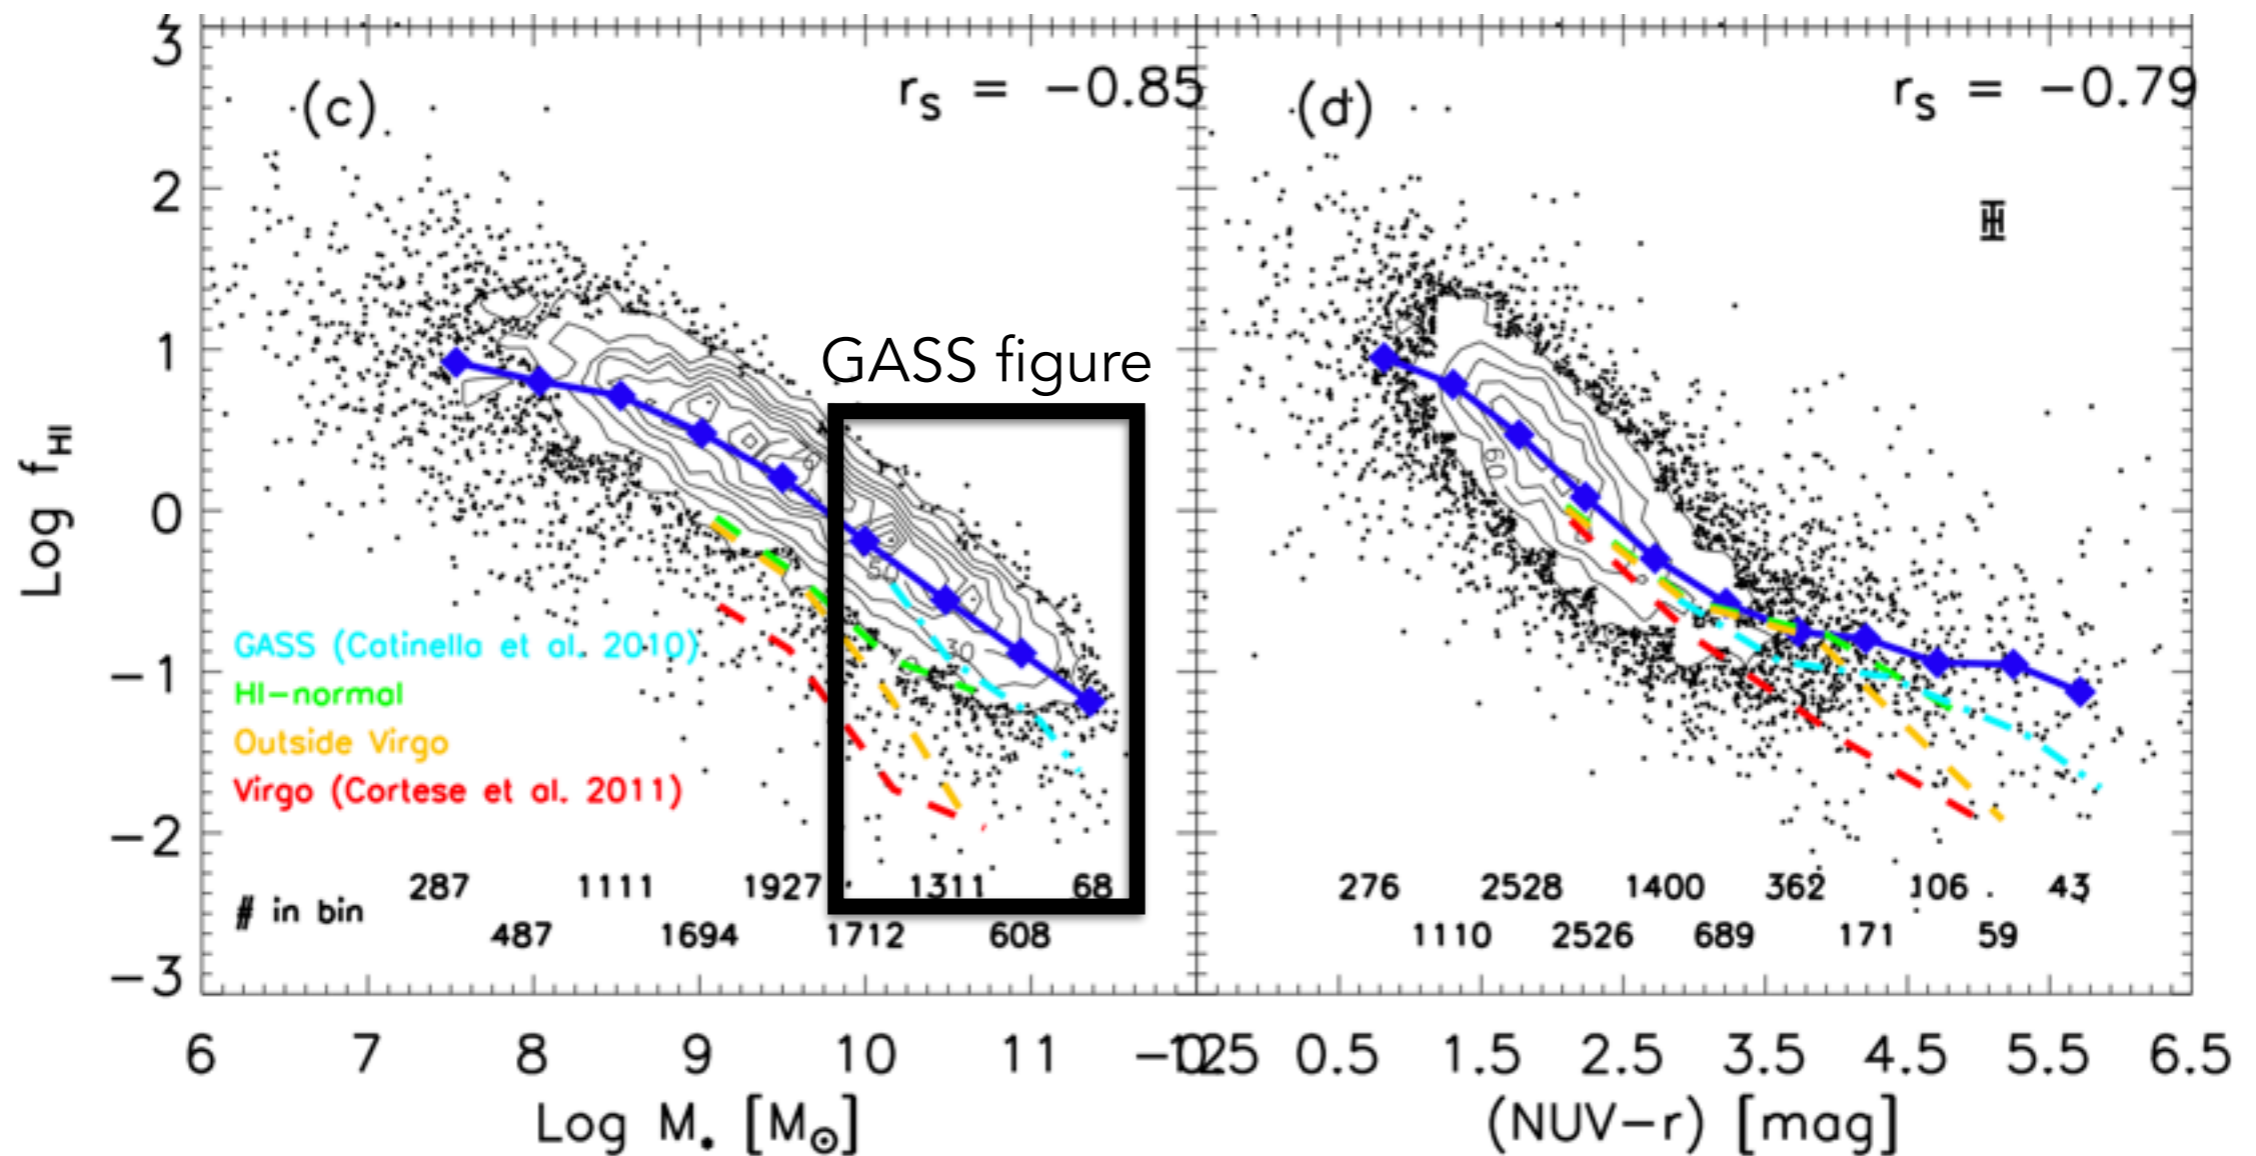 3
(c)
r_s = −0.85
(d)
r_s = −0.79
2
1
GASS figure
0
−1
−2
−3
Log f_HI
60
50
30
GASS (Catinella et al. 2010)
HI−normal
Outside Virgo
Virgo (Cortese et al. 2011)
287 1111 1927 1311 68
# in bin
487 1694 1712 608
276 2528 1400 362 106 43
1110 2526 689 171 59
6 7 8 9 10 11 0.5 1.5 2.5 3.5 4.5 5.5 6.5
Log M⋆ [M⊙]
(NUV−r) [mag]